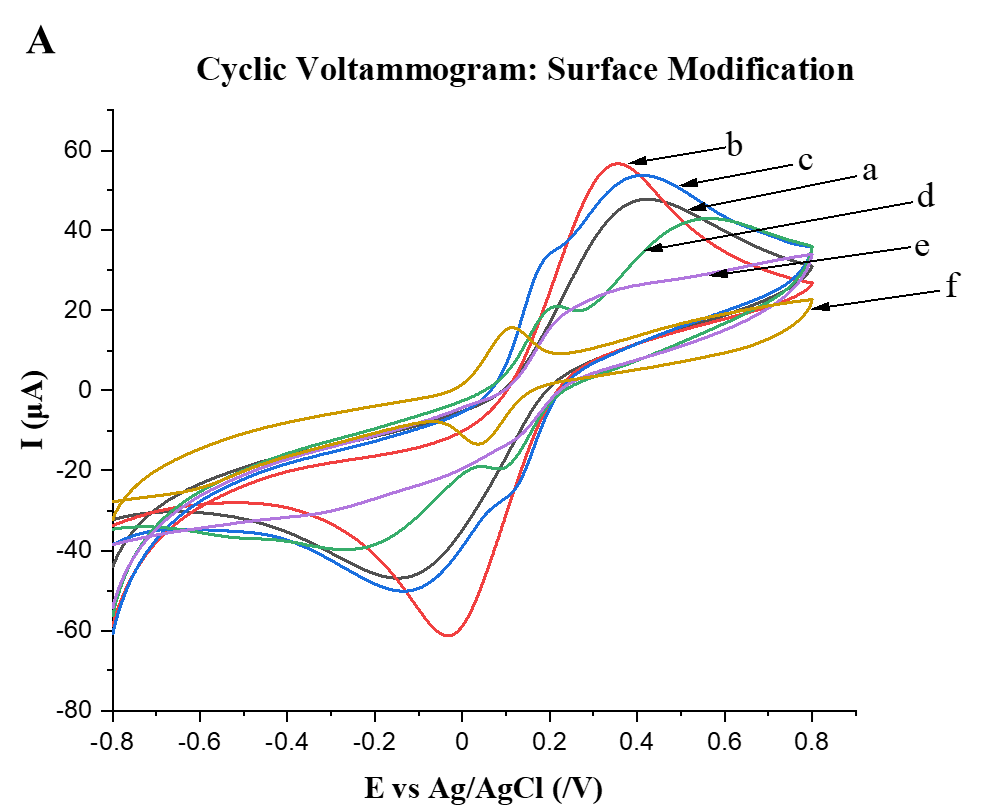 A
Cyclic Voltammogram: Surface Modification
b
c
a
d
e
f
60
40
20
0
-20
-40
-60
-80
I (µA)
-0.8 -0.6 -0.4 -0.2 0 0.2 0.4 0.6 0.8
E vs Ag/AgCl (/V)